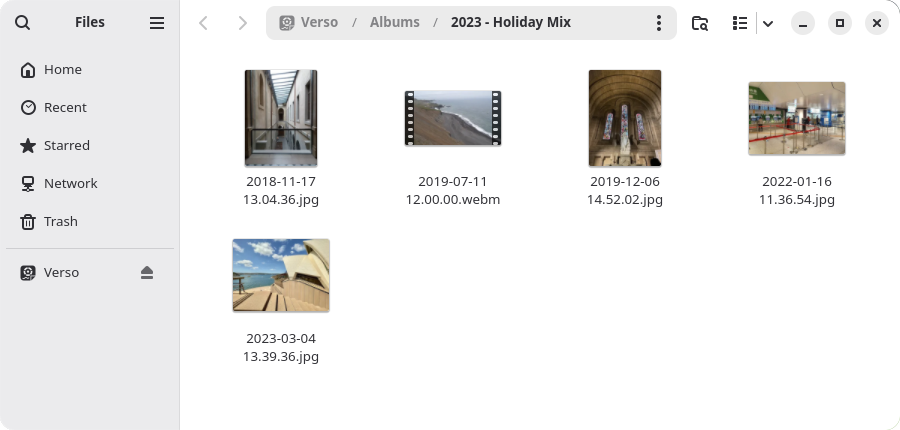 Files
Verso / Albums / 2023 - Holiday Mix
Home
Recent
Starred
Network
Trash
Verso
2018-11-17
13.04.36.jpg
2019-07-11
12.00.00.webm
2019-12-06
14.52.02.jpg
2022-01-16
11.36.54.jpg
2023-03-04
13.39.36.jpg